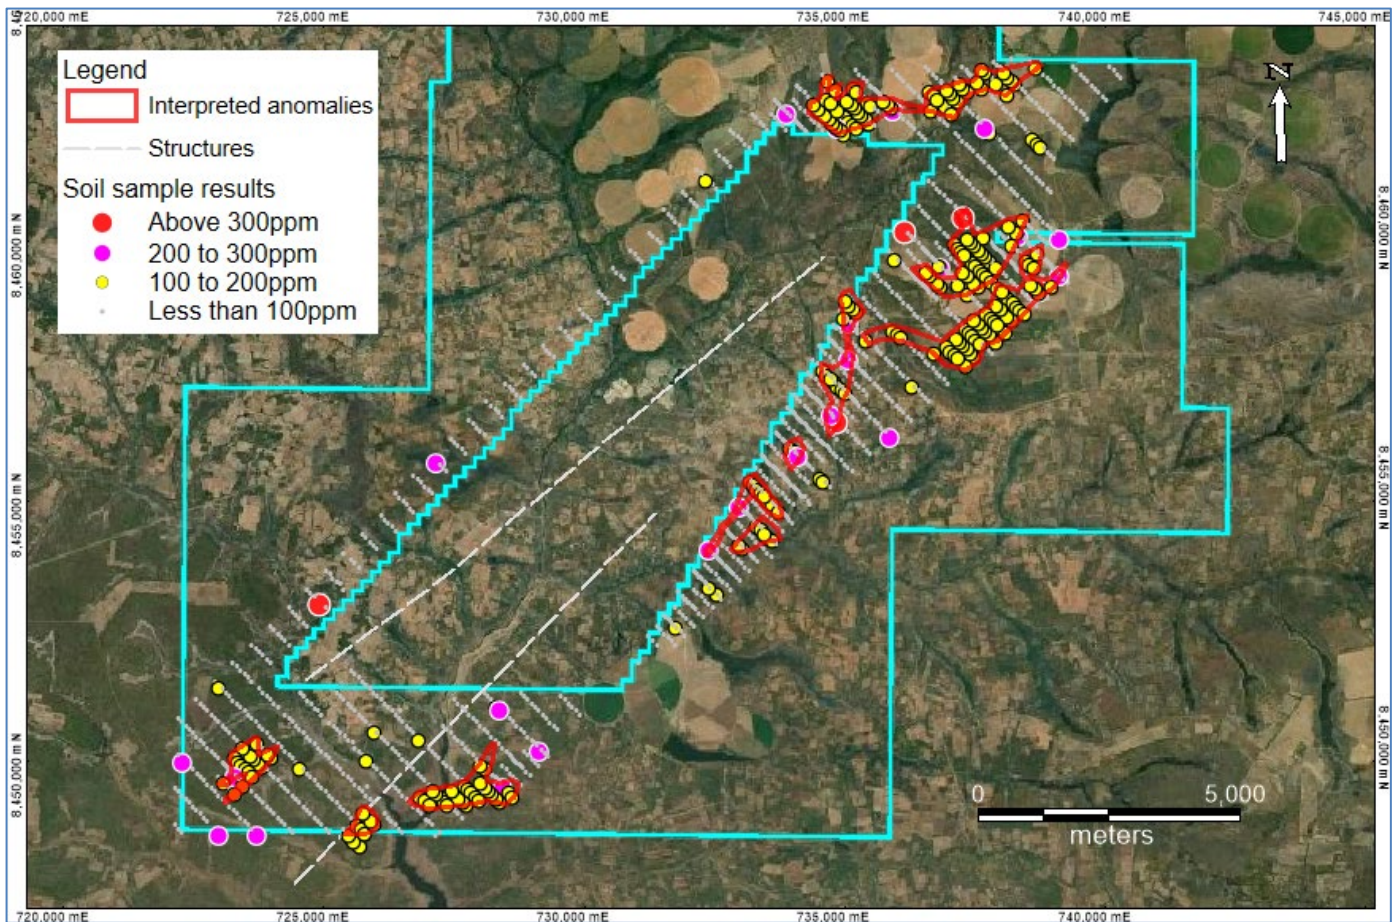 720,000 mE
725,000 mE
730,000 mE
735,000 mE
740,000 mE
745,000 mE
Legend
Interpreted anomalies
Structures
Soil sample results
Above 300ppm
200 to 300ppm
100 to 200ppm
Less than 100ppm
N
8,460,000 m N
8,460,000 m N
8,455,000 m N
8,455,000 m N
8,450,000 m N
8,450,000 m N
0 5,000
meters
720,000 mE
725,000 mE
730,000 mE
735,000 mE
740,000 mE